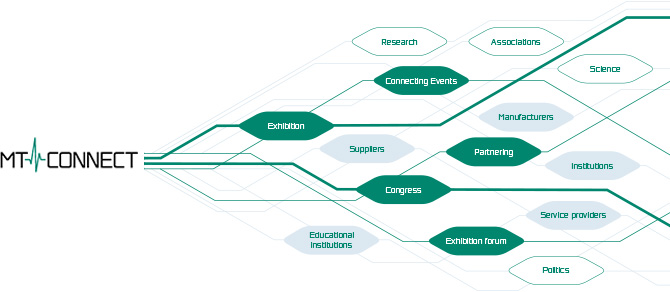 Research
Associations
Science
Connecting Events
Manufacturers
Exhibition
Suppliers
Partnering
MT CONNECT
Institutions
Congress
Service providers
Educational
institutions
Exhibition forum
Politics